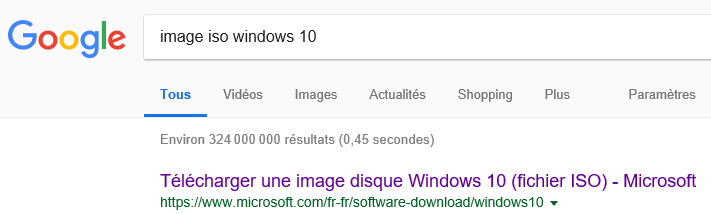 Google
image iso windows 10
Tous Vidéos Images Actualités Shopping Plus Paramètres
Environ 324 000 000 résultats (0,45 secondes)
Télécharger une image disque Windows 10 (fichier ISO) - Microsoft
https://www.microsoft.com/fr-fr/software-download/windows10